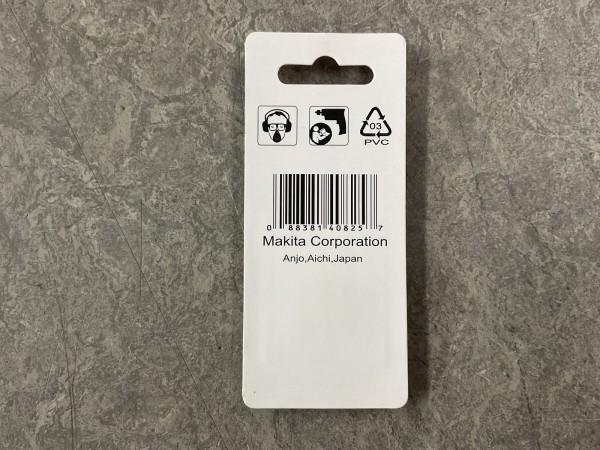 03
PVC
0 88381 40825 7
Makita Corporation
Anjo,Aichi,Japan